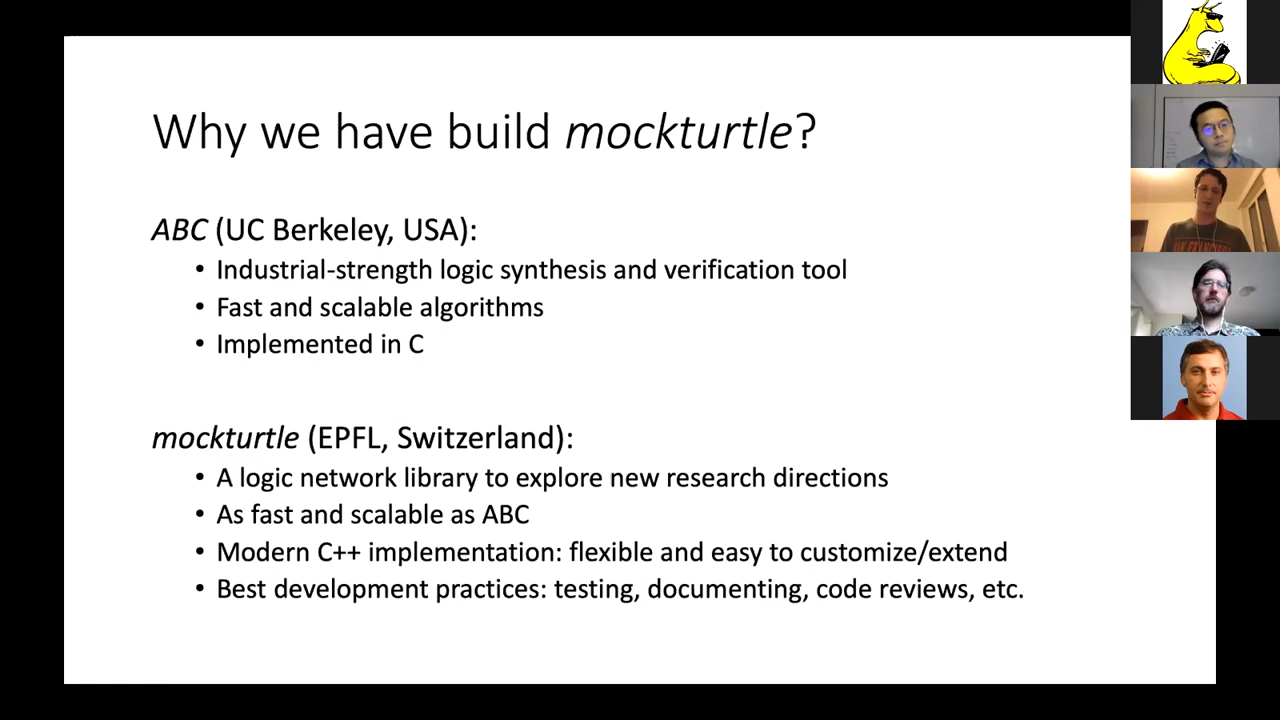 Why we have build mockturtle?
ABC (UC Berkeley, USA):
• Industrial-strength logic synthesis and verification tool
• Fast and scalable algorithms
• Implemented in C
mockturtle (EPFL, Switzerland):
• A logic network library to explore new research directions
• As fast and scalable as ABC
• Modern C++ implementation: flexible and easy to customize/extend
• Best development practices: testing, documenting, code reviews, etc.